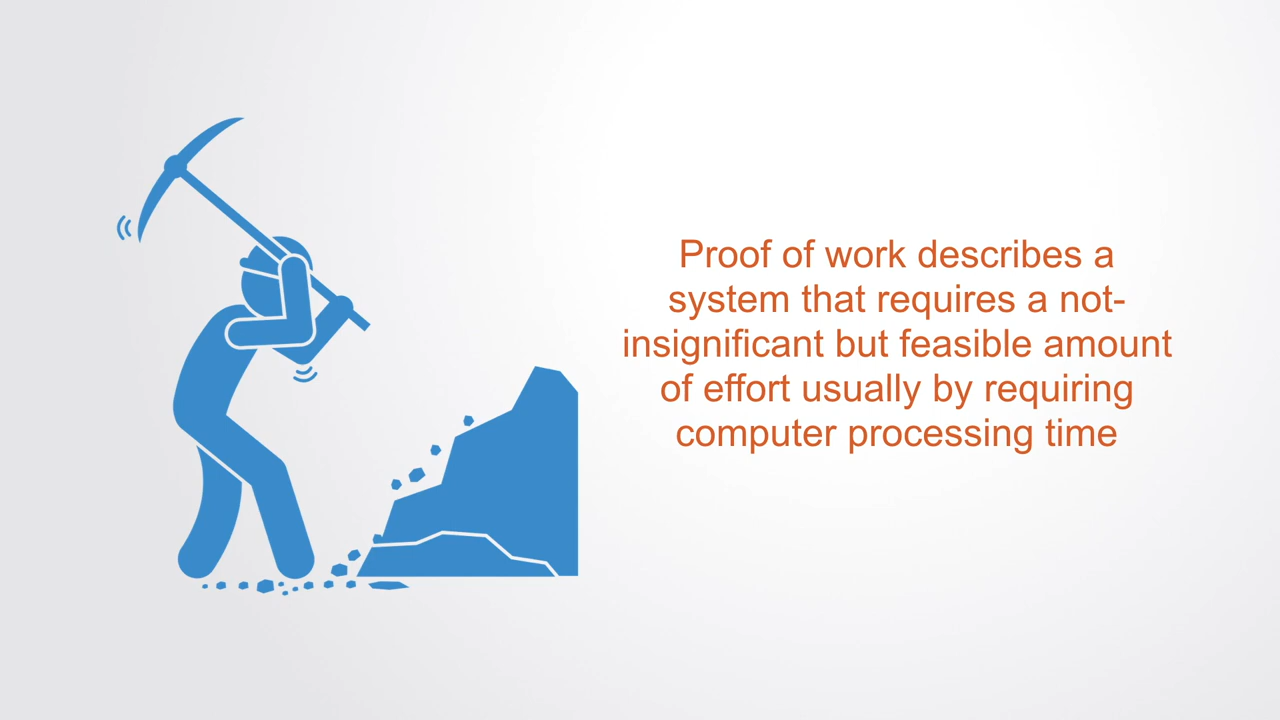 Proof of work describes a
system that requires a not-
insignificant but feasible amount
of effort usually by requiring
computer processing time